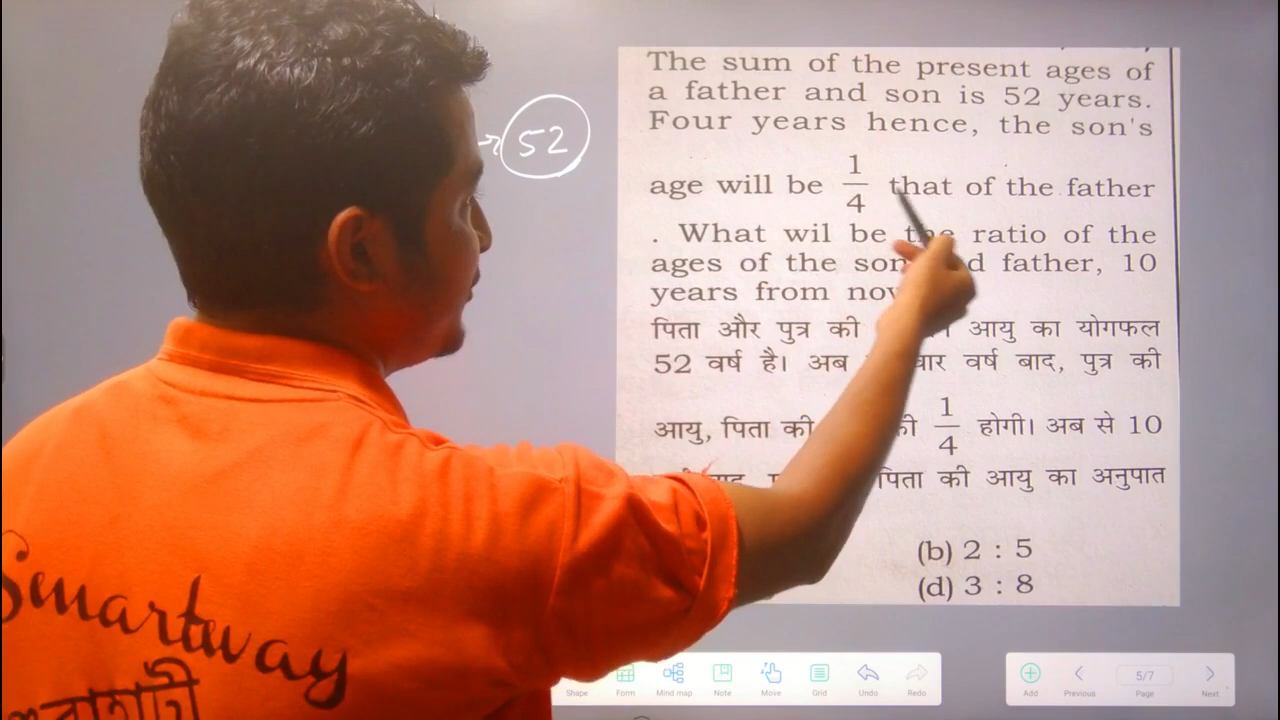 52
The sum of the present ages of
a father and son is 52 years.
Four years hence, the son's
age will be 1/4 that of the father
. What wil be the ratio of the
ages of the son father, 10
years from
पिता और पुत्र की आयु का योगफल
52 वर्ष है। अब वर्ष बाद, पुत्र की
आयु, पिता की 1/4 होगी। अब से 10
पिता की आयु का अनुपात
(b) 2 : 5
(d) 3 : 8
Smartway
Shape Form Mind map Note Move Grid Undo Redo
Add Previous 5/7 Page Next